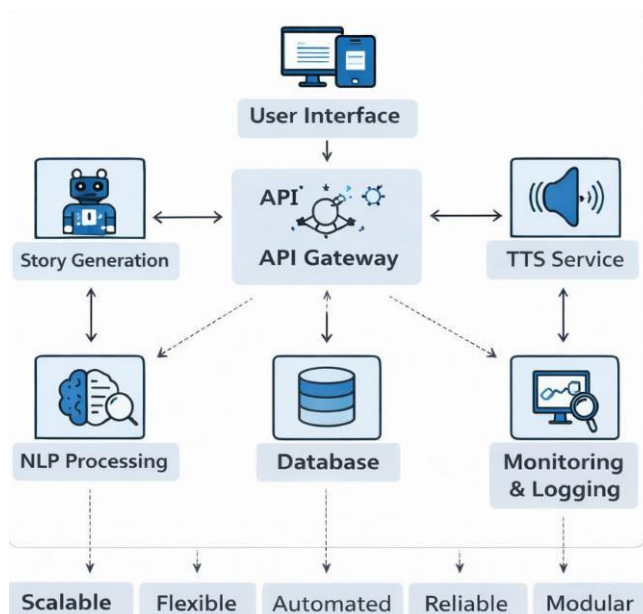 User Interface
API
API Gateway
Story Generation
TTS Service
NLP Processing
Database
Monitoring
& Logging
Scalable
Flexible
Automated
Reliable
Modular